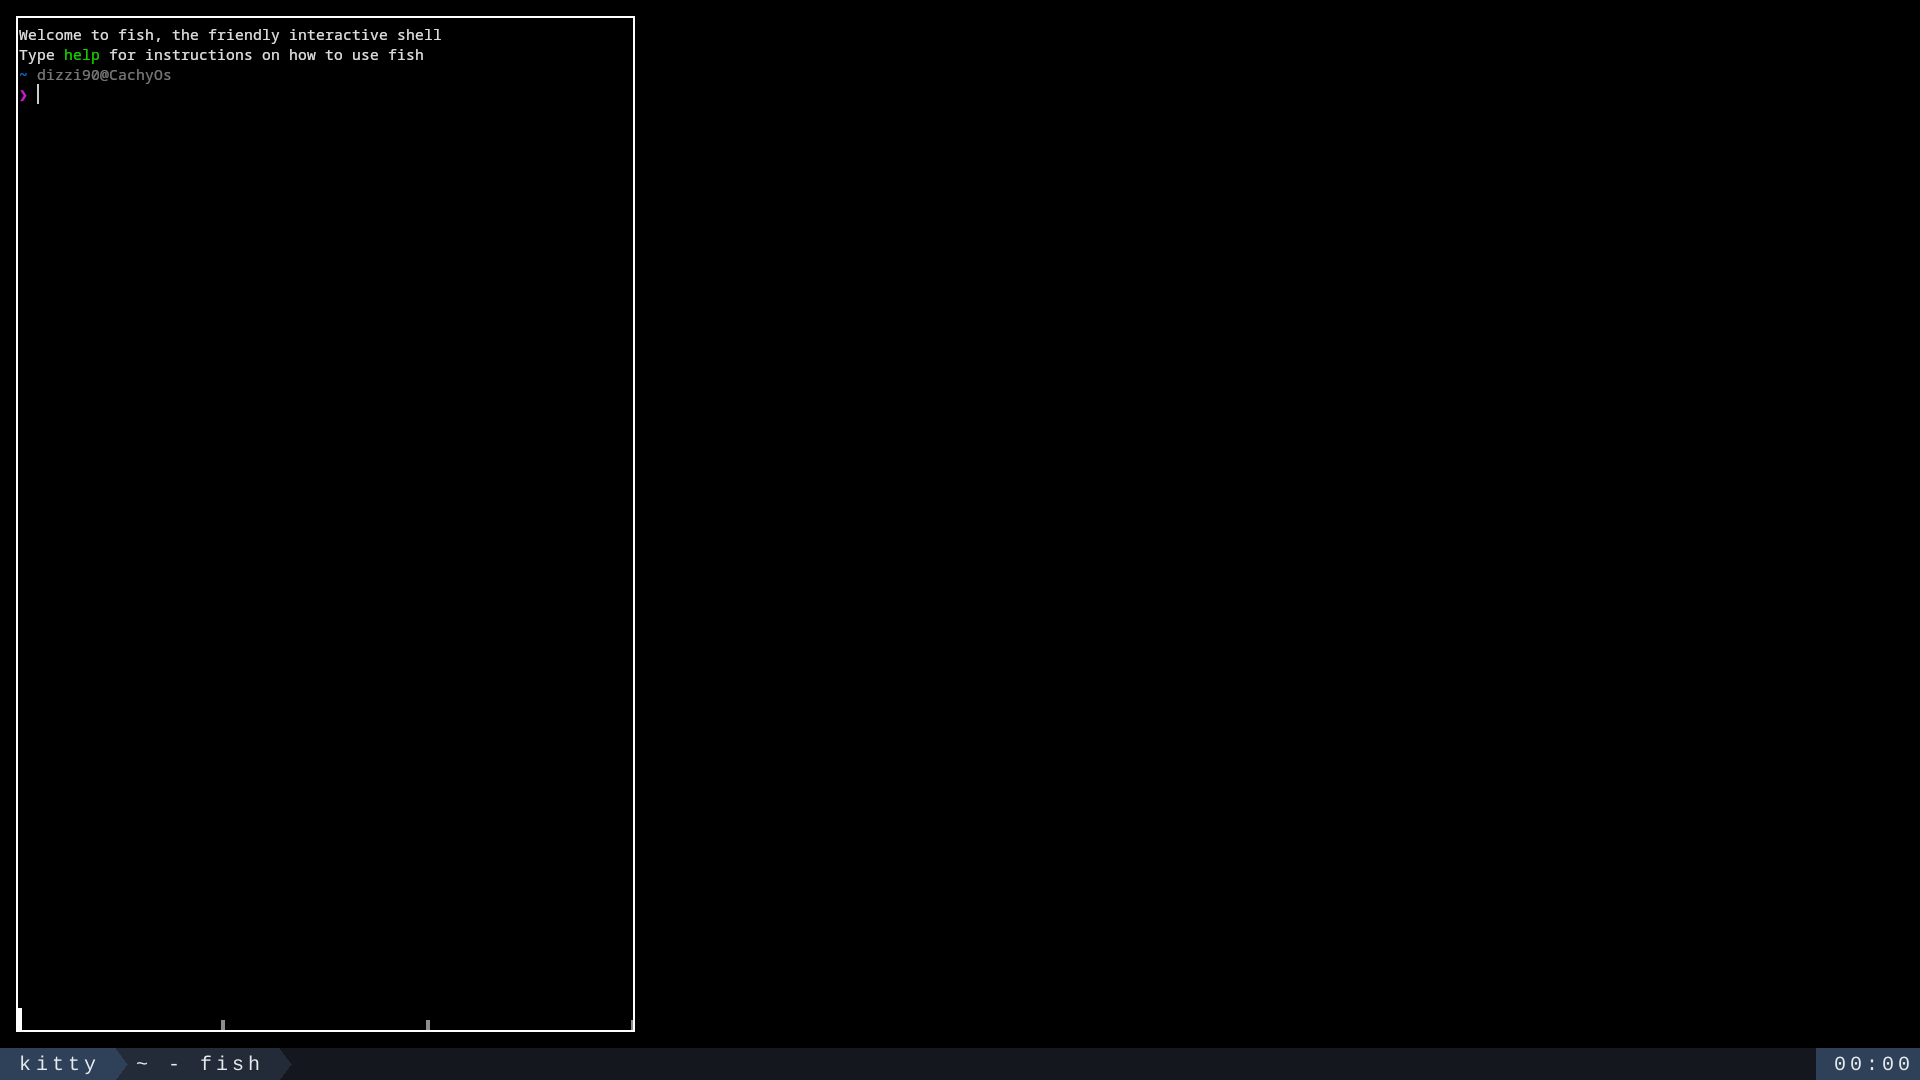 Welcome to fish, the friendly interactive shell
Type help for instructions on how to use fish
~ dizzi90@CachyOs
❯
kitty ~ - fish 00:00